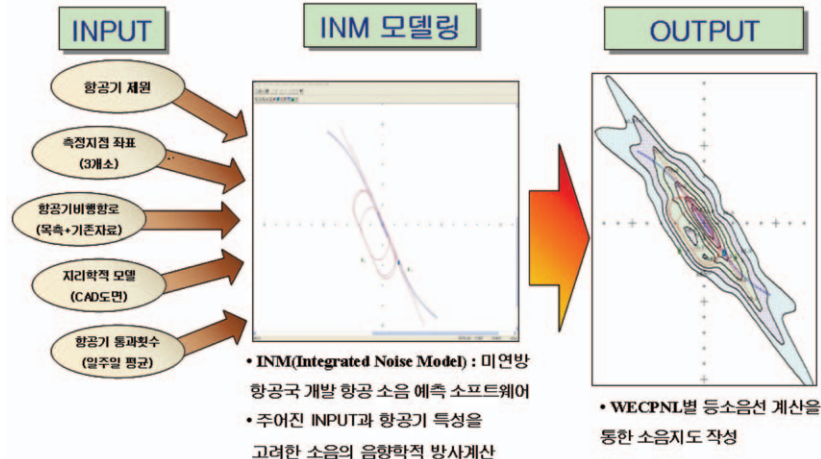 INPUT
INM 모델링
OUTPUT
항공기 제원
측정지점 좌표
(3개소)
항공기비행항로
(목측+기존자료)
지리학적 모델
(CAD도면)
항공기 통과횟수
(일주일 평균)
• INM(Integrated Noise Model) : 미연방
항공국 개발 항공 소음 예측 소프트웨어
• 주어진 INPUT과 항공기 특성을
고려한 소음의 음향학적 방사계산
• WECPNL별 등소음선 계산을
통한 소음지도 작성